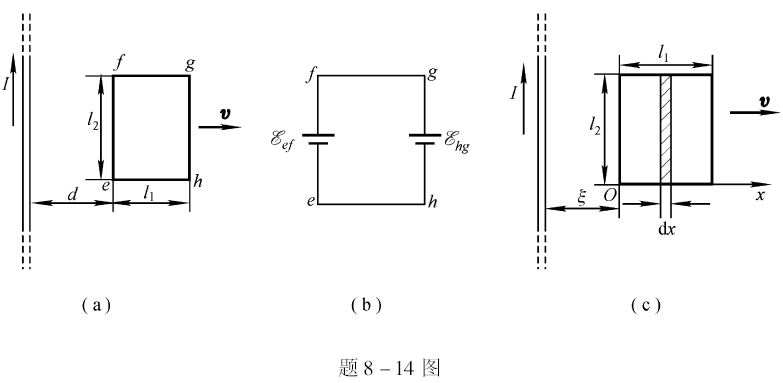 f g
I l₂ v
e h
d l₁
(a)
f g
ℰef ℰhg
e h
(b)
l₁
I l₂ v
ξ O x
dx
(c)
题 8－14 图